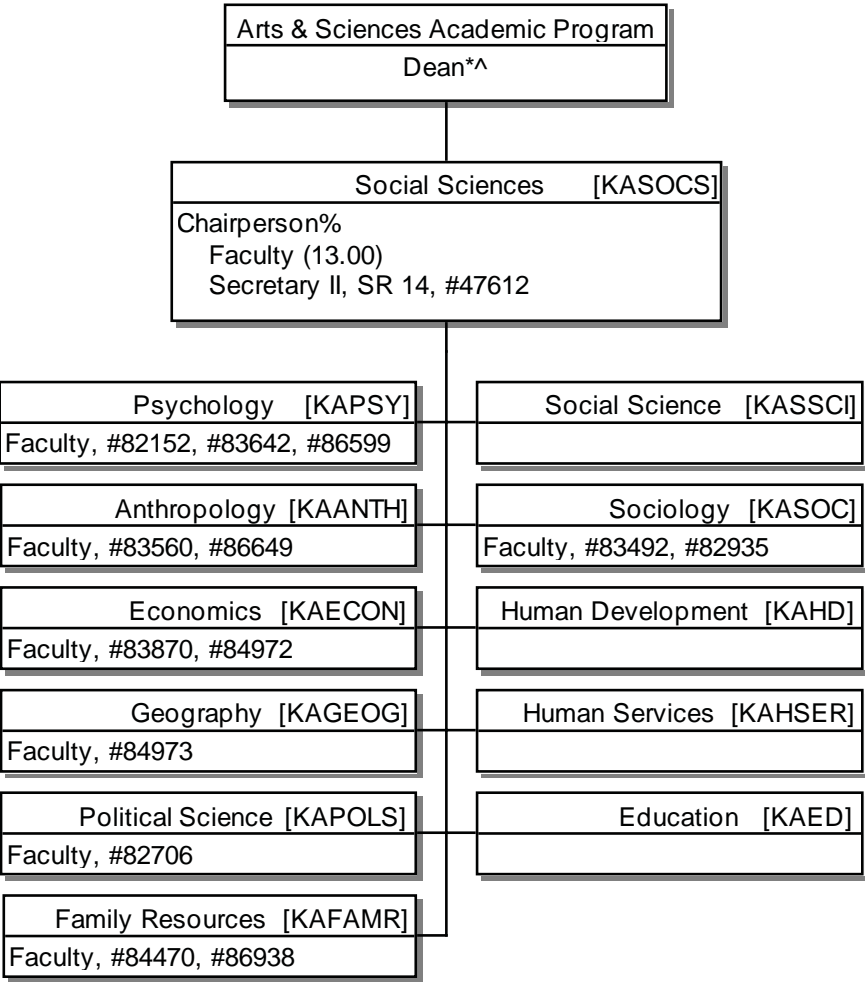 Arts & Sciences Academic Program
Dean*^
Social Sciences [KASOCS]
Chairperson%
Faculty (13.00)
Secretary II, SR 14, #47612
Psychology [KAPSY]
Faculty, #82152, #83642, #86599
Social Science [KASSCI]
Anthropology [KAANTH]
Faculty, #83560, #86649
Sociology [KASOC]
Faculty, #83492, #82935
Economics [KAECON]
Faculty, #83870, #84972
Human Development [KAHD]
Geography [KAGEOG]
Faculty, #84973
Human Services [KAHSER]
Political Science [KAPOLS]
Faculty, #82706
Education [KAED]
Family Resources [KAFAMR]
Faculty, #84470, #86938